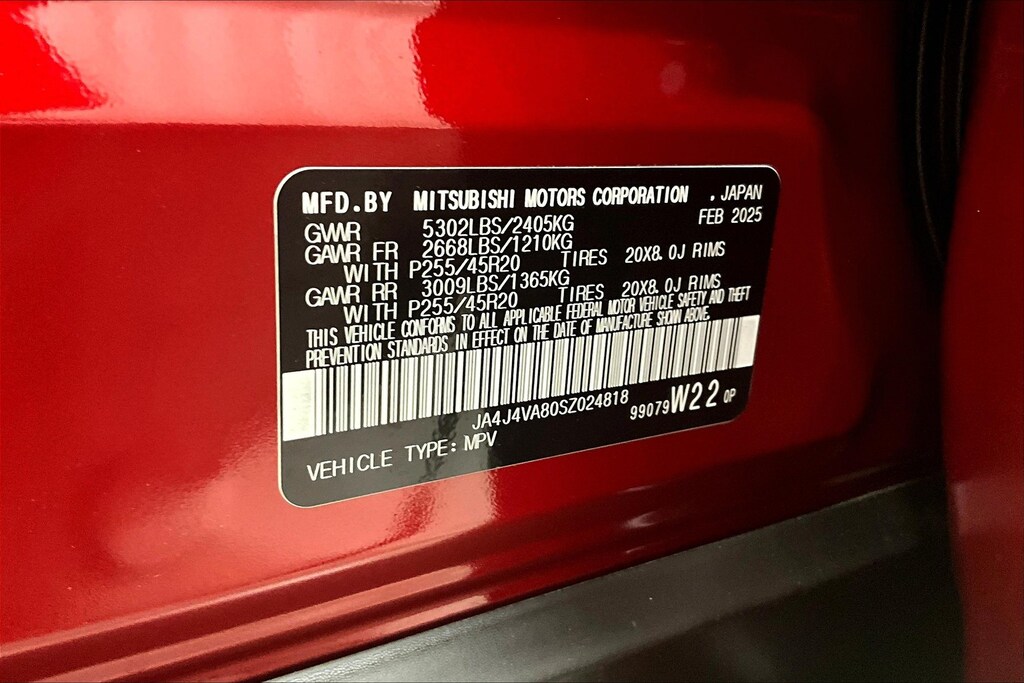 MFD.BY MITSUBISHI MOTORS CORPORATION , JAPAN
FEB 2025
GVWR 5302LBS/2405KG
GAWR FR 2668LBS/1210KG
WITH P255/45R20 TIRES 20X8.0J RIMS
GAWR RR 3009LBS/1365KG
WITH P255/45R20 TIRES 20X8.0J RIMS
THIS VEHICLE CONFORMS TO ALL APPLICABLE FEDERAL MOTOR VEHICLE SAFETY AND THEFT
PREVENTION STANDARDS IN EFFECT ON THE DATE OF MANUFACTURE SHOWN ABOVE.
JA4J4VA80SZ024818
99079 W22 OP
VEHICLE TYPE: MPV